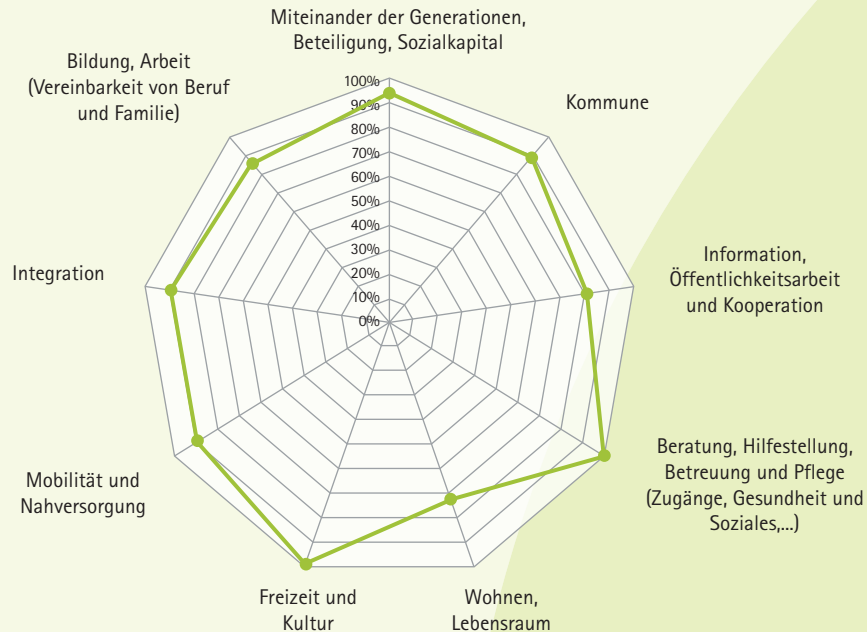 Miteinander der Generationen,
Beteiligung, Sozialkapital
Kommune
Information,
Öffentlichkeitsarbeit
und Kooperation
Beratung, Hilfestellung,
Betreuung und Pflege
(Zugänge, Gesundheit und
Soziales,...)
Wohnen,
Lebensraum
Freizeit und
Kultur
Mobilität und
Nahversorgung
Integration
Bildung, Arbeit
(Vereinbarkeit von Beruf
und Familie)
100%
90%
80%
70%
60%
50%
40%
30%
20%
10%
0%